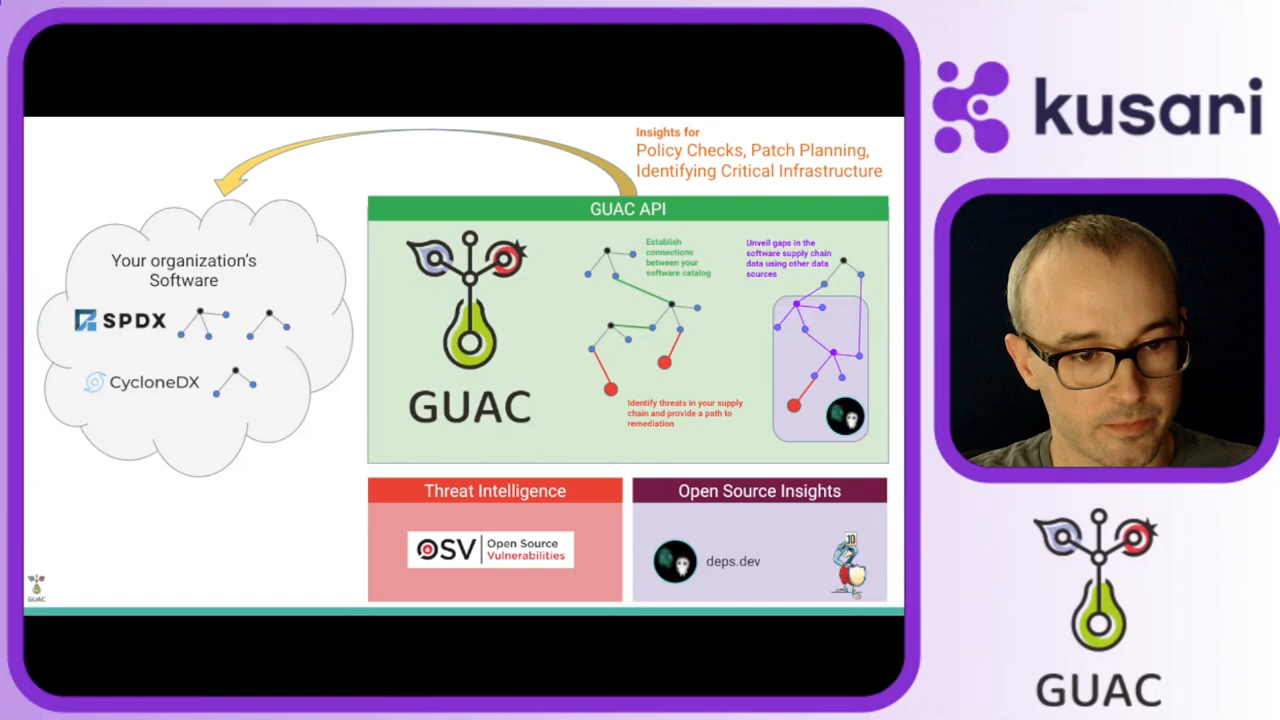 Insights for
Policy Checks, Patch Planning,
Identifying Critical Infrastructure
Your organization's
Software
SPDX
CycloneDX
GUAC API
Establish
connections
between your
software catalog
Unveil gaps in the
software supply chain
data using other data
sources
GUAC
Identify threats in your supply
chain and provide a path to
remediation
Threat Intelligence
OSV
Open Source
Vulnerabilities
Open Source Insights
deps.dev
10
GUAC
kusari
GUAC